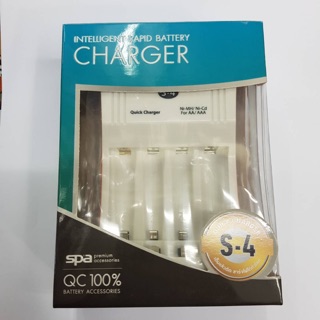 INTELLIGENT RAPID BATTERY
CHARGER
S-4
Quick Charger
Ni-MH/Ni-Cd
For AA/AAA
S-4
spa premium
accessories
QC 100%
BATTERY ACCESSORIES